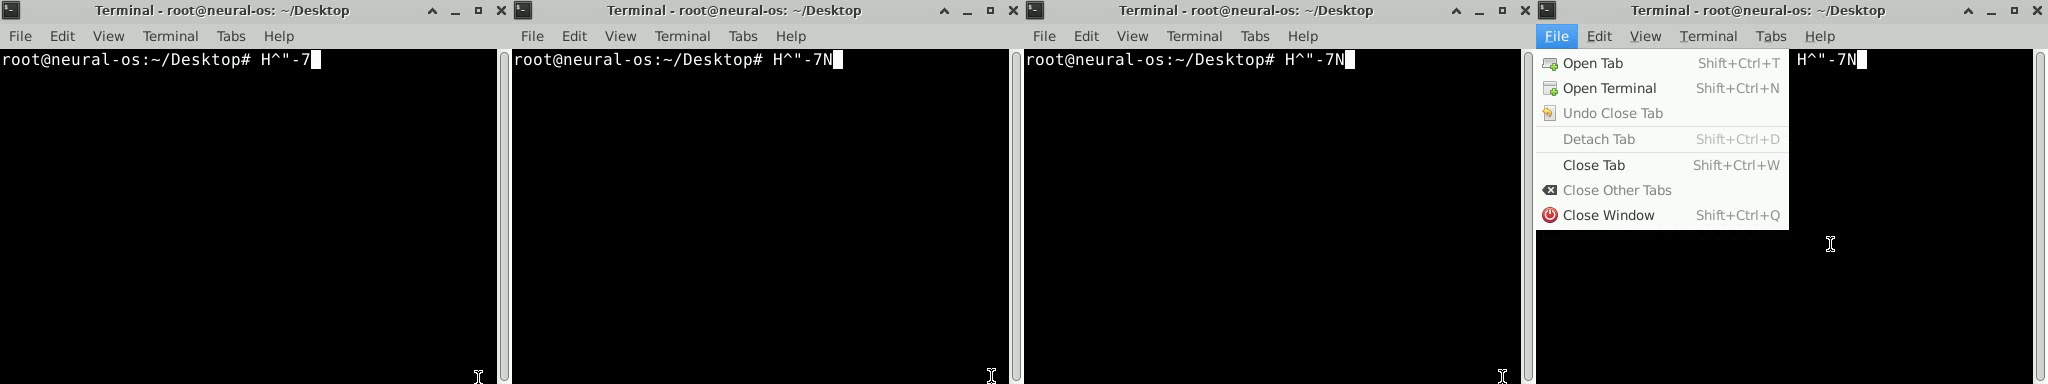 Terminal - root@neural-os: ~/Desktop
File Edit View Terminal Tabs Help
root@neural-os:~/Desktop# H^"-7
Terminal - root@neural-os: ~/Desktop
File Edit View Terminal Tabs Help
root@neural-os:~/Desktop# H^"-7N
Terminal - root@neural-os: ~/Desktop
File Edit View Terminal Tabs Help
root@neural-os:~/Desktop# H^"-7N
Terminal - root@neural-os: ~/Desktop
File Edit View Terminal Tabs Help
H^"-7N
Open Tab Shift+Ctrl+T
Open Terminal Shift+Ctrl+N
Undo Close Tab
Detach Tab Shift+Ctrl+D
Close Tab Shift+Ctrl+W
Close Other Tabs
Close Window Shift+Ctrl+Q